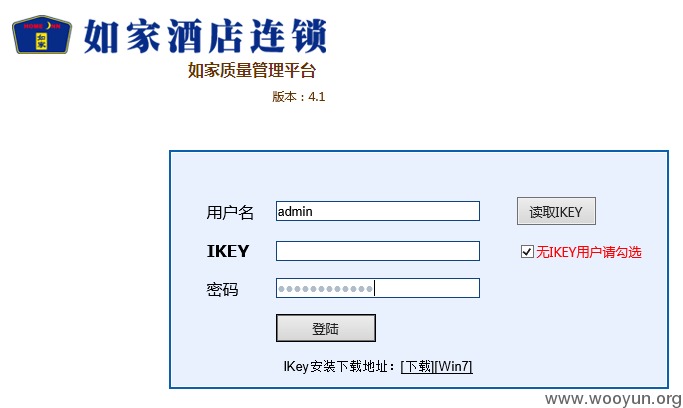 HOME INN
如家
如家酒店连锁
如家质量管理平台
版本：4.1
用户名 admin 读取IKEY
IKEY 无IKEY用户请勾选
密码
登陆
IKey安装下载地址：[下载][Win7]
www.wooyun.org